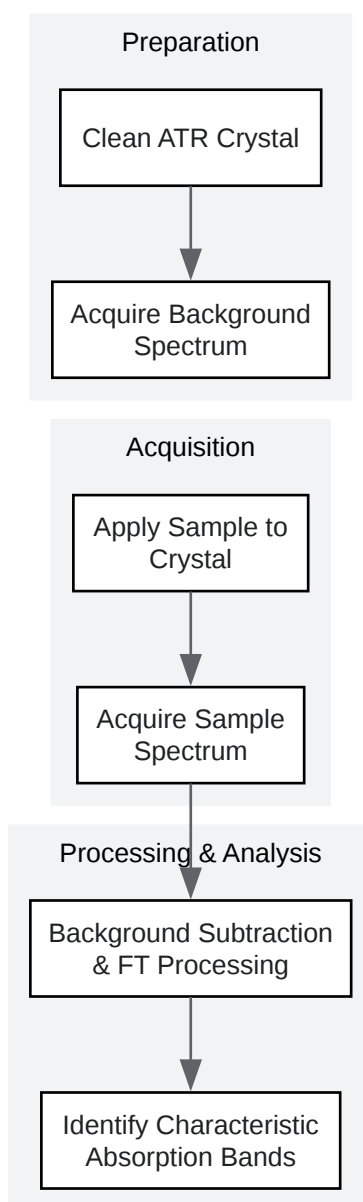 Preparation
Clean ATR Crystal
Acquire Background
Spectrum
Acquisition
Apply Sample to
Crystal
Acquire Sample
Spectrum
Processing & Analysis
Background Subtraction
& FT Processing
Identify Characteristic
Absorption Bands